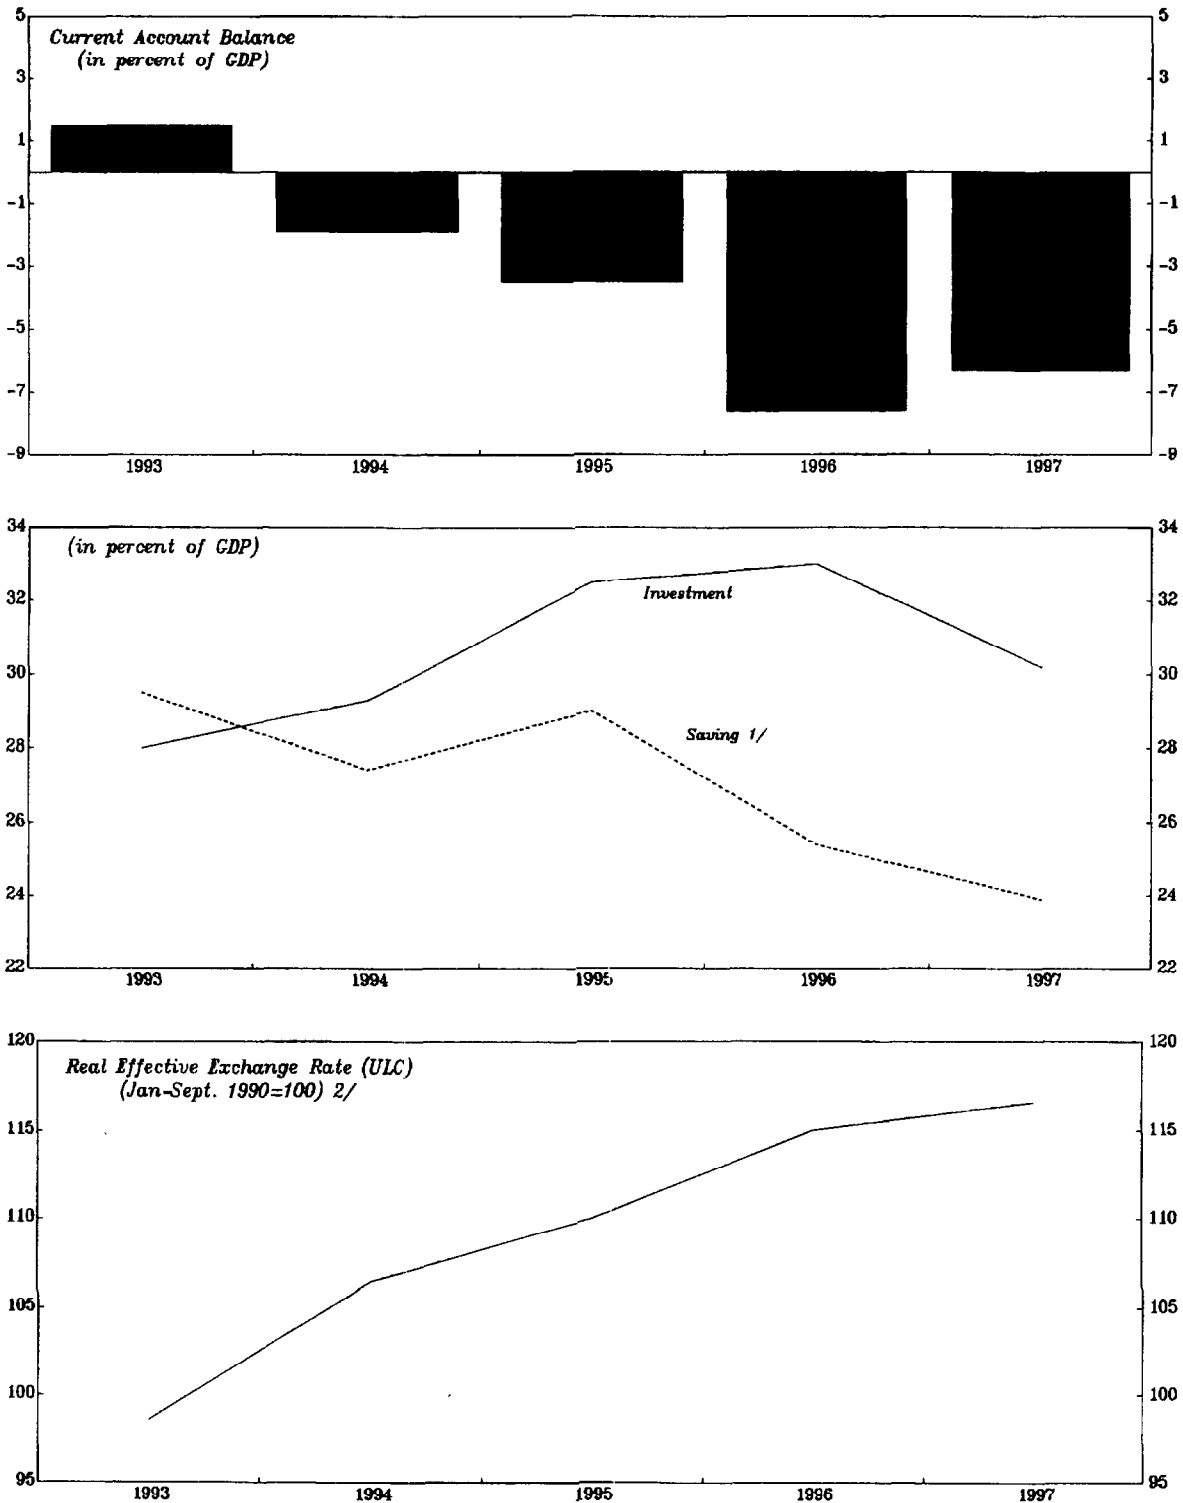 5 5
Current Account Balance
(in percent of GDP)
3 3
1 1
-1 -1
-3 -3
-5 -5
-7 -7
-9 -9
1993 1994 1995 1996 1997
34 34
(in percent of GDP)
32 Investment 32
30 30
28 Saving 1/ 28
26 26
24 24
22 22
1993 1994 1995 1996 1997
120 120
Real Effective Exchange Rate (ULC)
(Jan-Sept. 1990=100) 2/
115 115
110 110
105 105
100 100
95 95
1993 1994 1995 1996 1997